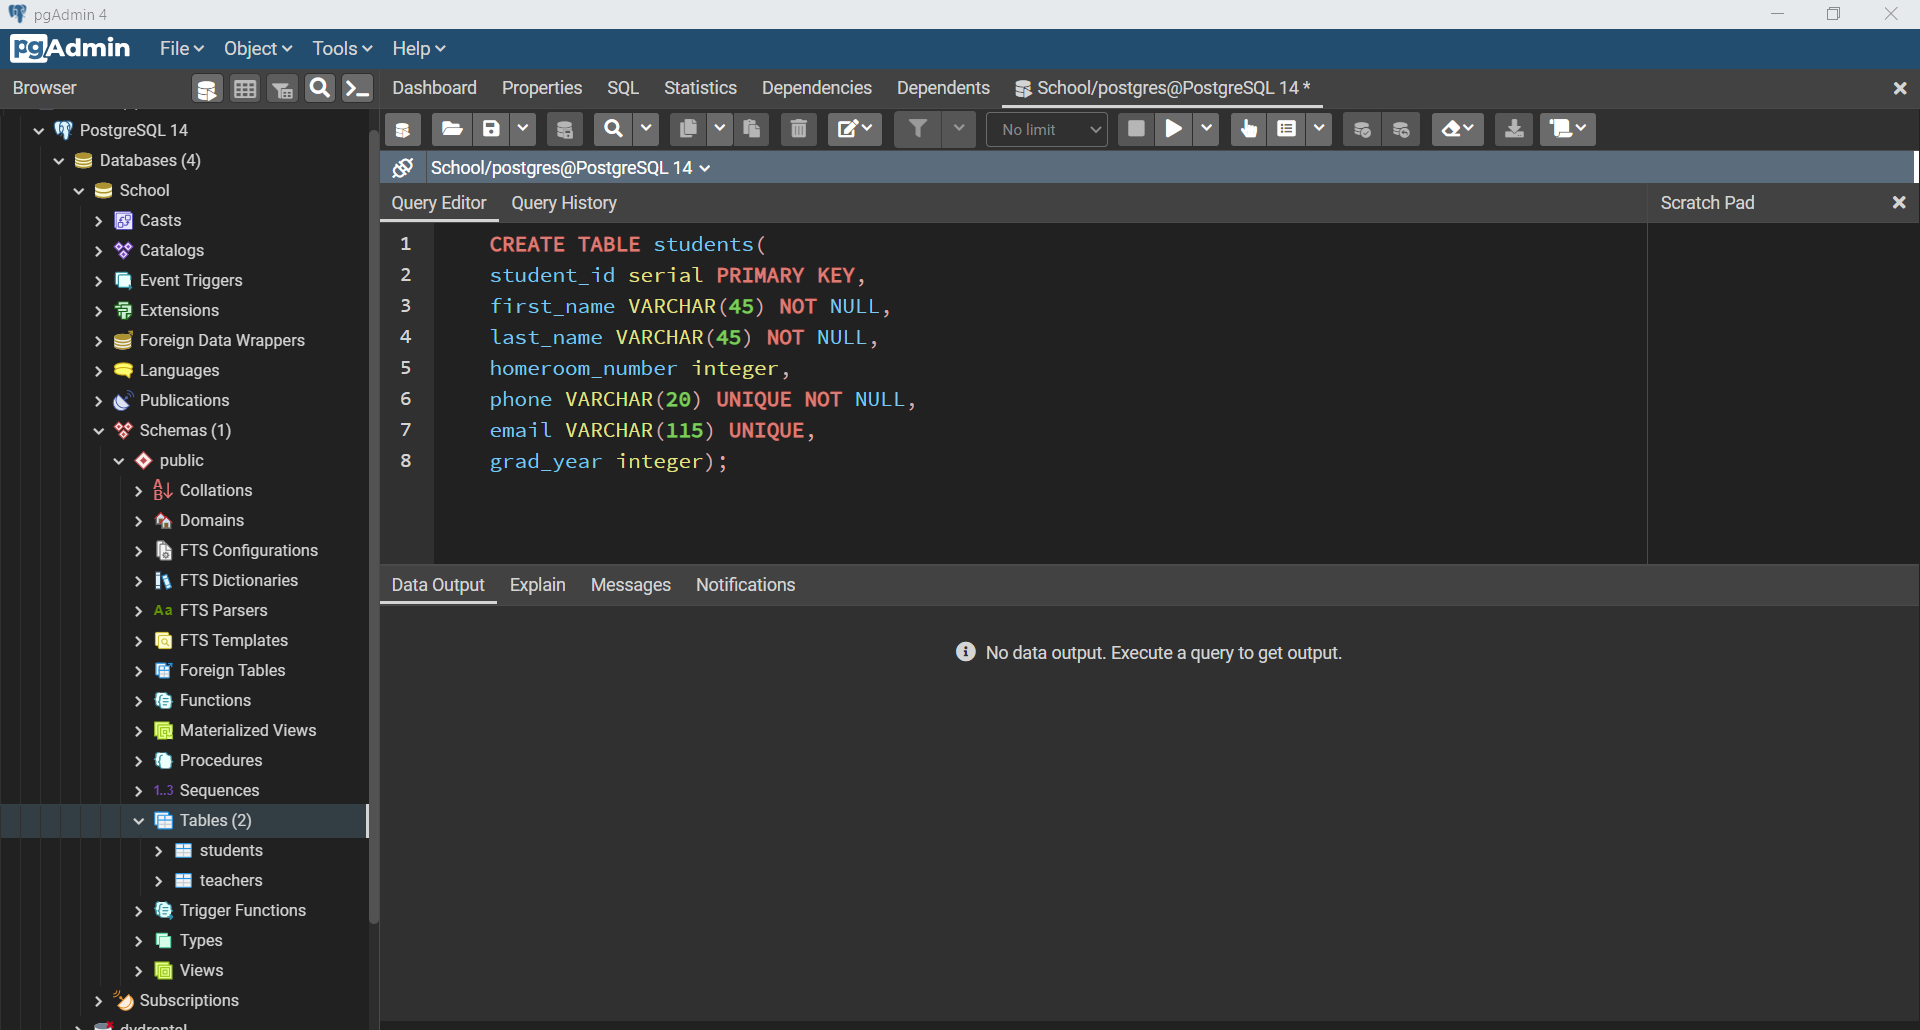 pgAdmin 4
pgAdmin File Object Tools Help
Browser
Dashboard Properties SQL Statistics Dependencies Dependents School/postgres@PostgreSQL 14 *
No limit
School/postgres@PostgreSQL 14
Query Editor Query History
Scratch Pad
1 CREATE TABLE students(
2 student_id serial PRIMARY KEY,
3 first_name VARCHAR(45) NOT NULL,
4 last_name VARCHAR(45) NOT NULL,
5 homeroom_number integer,
6 phone VARCHAR(20) UNIQUE NOT NULL,
7 email VARCHAR(115) UNIQUE,
8 grad_year integer);
Data Output Explain Messages Notifications
No data output. Execute a query to get output.
PostgreSQL 14
Databases (4)
School
Casts
Catalogs
Event Triggers
Extensions
Foreign Data Wrappers
Languages
Publications
Schemas (1)
public
Collations
Domains
FTS Configurations
FTS Dictionaries
Aa FTS Parsers
FTS Templates
Foreign Tables
Functions
Materialized Views
Procedures
1..3 Sequences
Tables (2)
students
teachers
Trigger Functions
Types
Views
Subscriptions